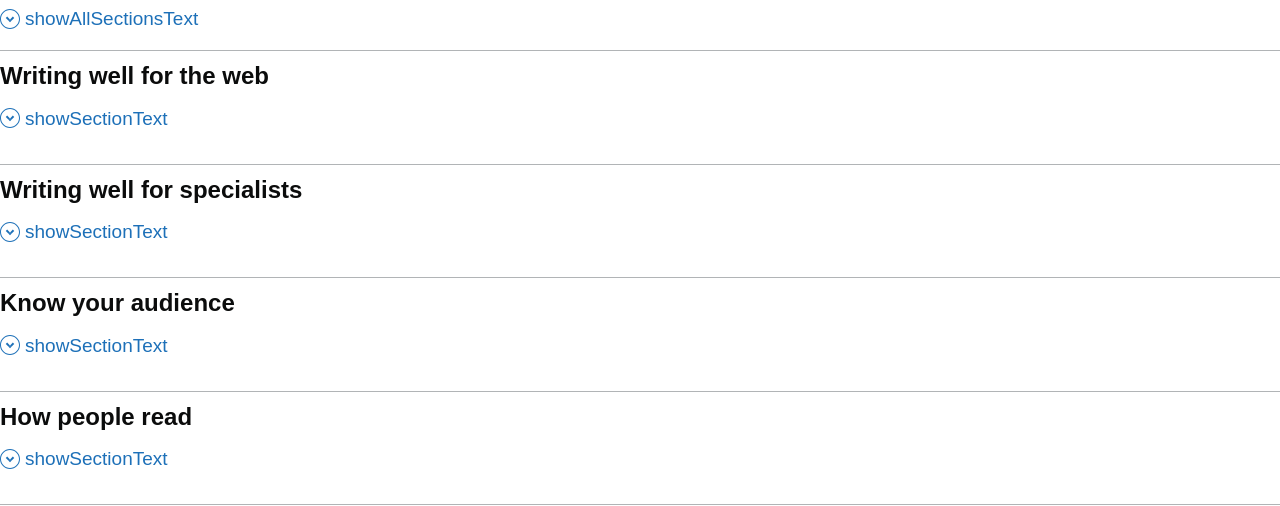 showAllSectionsText
Writing well for the web
showSectionText
Writing well for specialists
showSectionText
Know your audience
showSectionText
How people read
showSectionText